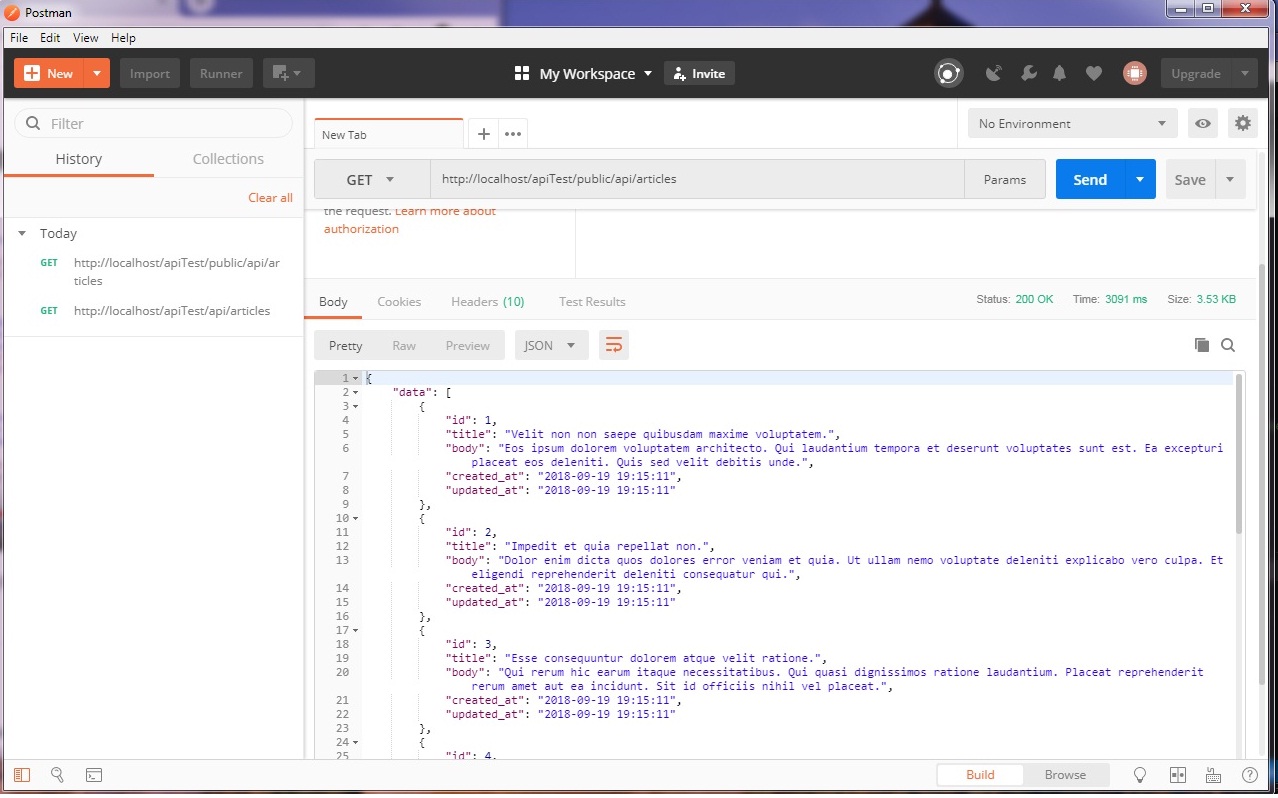 Postman
File Edit View Help
New Import Runner My Workspace Invite Upgrade
Filter
History Collections
Clear all
Today
GET http://localhost/apiTest/public/api/ar
ticles
GET http://localhost/apiTest/api/articles
New Tab
No Environment
GET http://localhost/apiTest/public/api/articles Params Send Save
the request. Learn more about
authorization
Body Cookies Headers (10) Test Results Status: 200 OK Time: 3091 ms Size: 3.53 KB
Pretty Raw Preview JSON
1 {
2 "data": [
3 {
4 "id": 1,
5 "title": "Velit non non saepe quibusdam maxime voluptatem.",
6 "body": "Eos ipsum dolorem voluptatem architecto. Qui laudantium tempora et deserunt voluptates sunt est. Ea excepturi
placeat eos deleniti. Quis sed velit debitis unde.",
7 "created_at": "2018-09-19 19:15:11",
8 "updated_at": "2018-09-19 19:15:11"
9 },
10 {
11 "id": 2,
12 "title": "Impedit et quia repellat non.",
13 "body": "Dolor enim dicta quos dolores error veniam et quia. Ut ullam nemo voluptate deleniti explicabo vero culpa. Et
eligendi reprehenderit deleniti consequatur qui.",
14 "created_at": "2018-09-19 19:15:11",
15 "updated_at": "2018-09-19 19:15:11"
16 },
17 {
18 "id": 3,
19 "title": "Esse consequuntur dolorem atque velit ratione.",
20 "body": "Qui rerum hic earum itaque necessitatibus. Qui quasi dignissimos ratione laudantium. Placeat reprehenderit
rerum amet aut ea incidunt. Sit id officiis nihil vel placeat.",
21 "created_at": "2018-09-19 19:15:11",
22 "updated_at": "2018-09-19 19:15:11"
23 },
24 {
25 "id": 4,
Build Browse